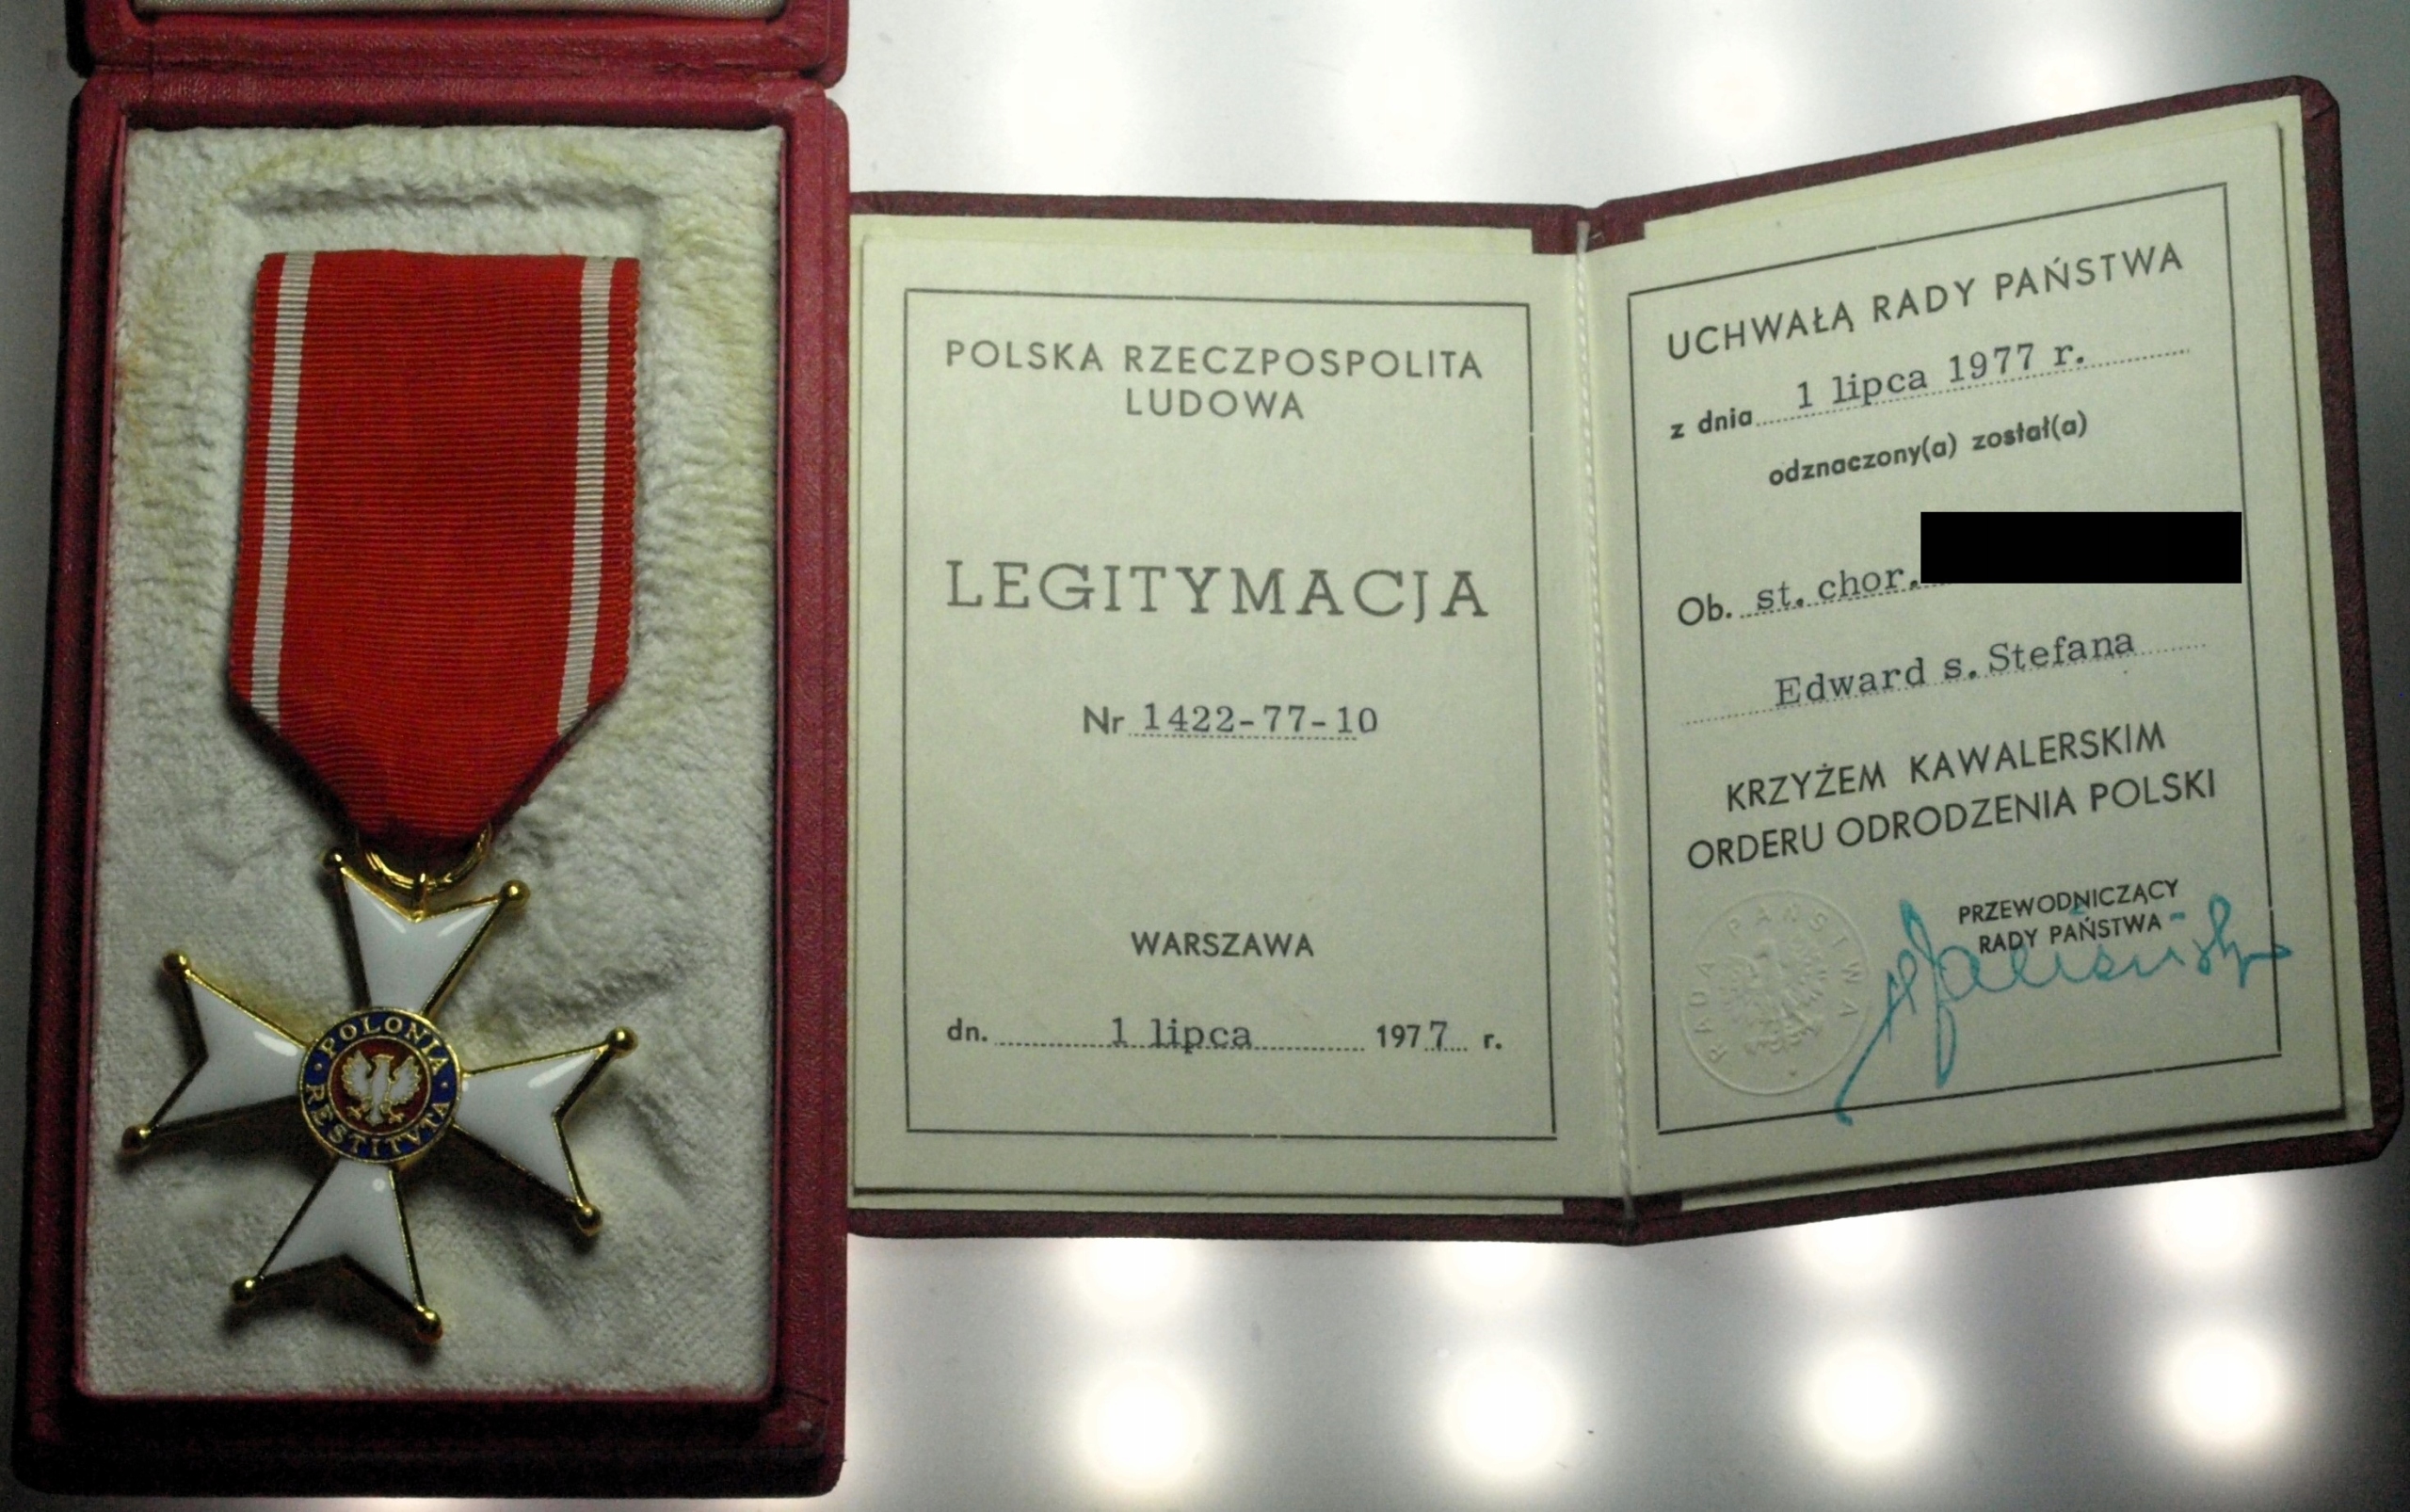 POLONIA
RESTITVTA
POLSKA RZECZPOSPOLITA
LUDOWA
LEGITYMACJA
Nr 1422-77-10
WARSZAWA
dn. 1 lipca 1977 r.
UCHWAŁĄ RADY PAŃSTWA
z dnia 1 lipca 1977 r.
odznaczony(a) został(a)
Ob. st. chor.
Edward s. Stefana
KRZYŻEM KAWALERSKIM
ORDERU ODRODZENIA POLSKI
PRZEWODNICZĄCY
RADY PAŃSTWA
RADA PAŃSTWA